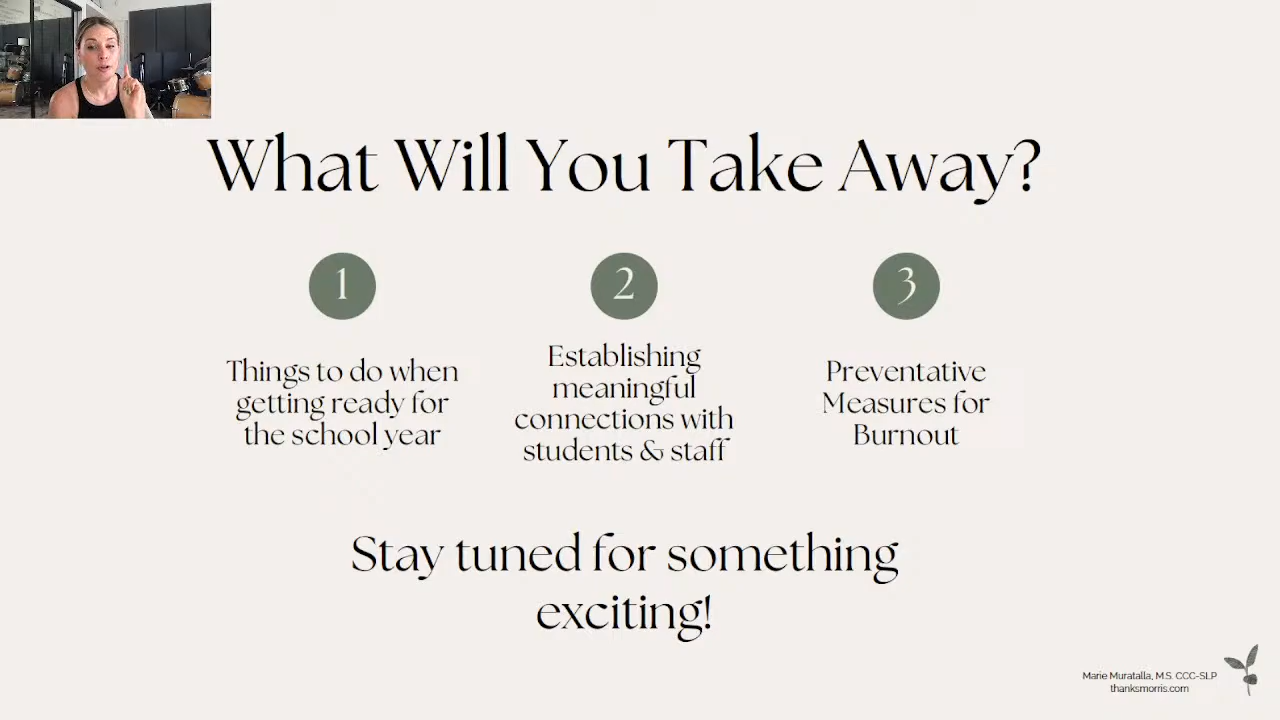 What Will You Take Away?
1
Things to do when
getting ready for
the school year
2
Establishing
meaningful
connections with
students & staff
3
Preventative
Measures for
Burnout
Stay tuned for something
exciting!
Marie Muratalla, M.S. CCC-SLP
thanksmorris.com